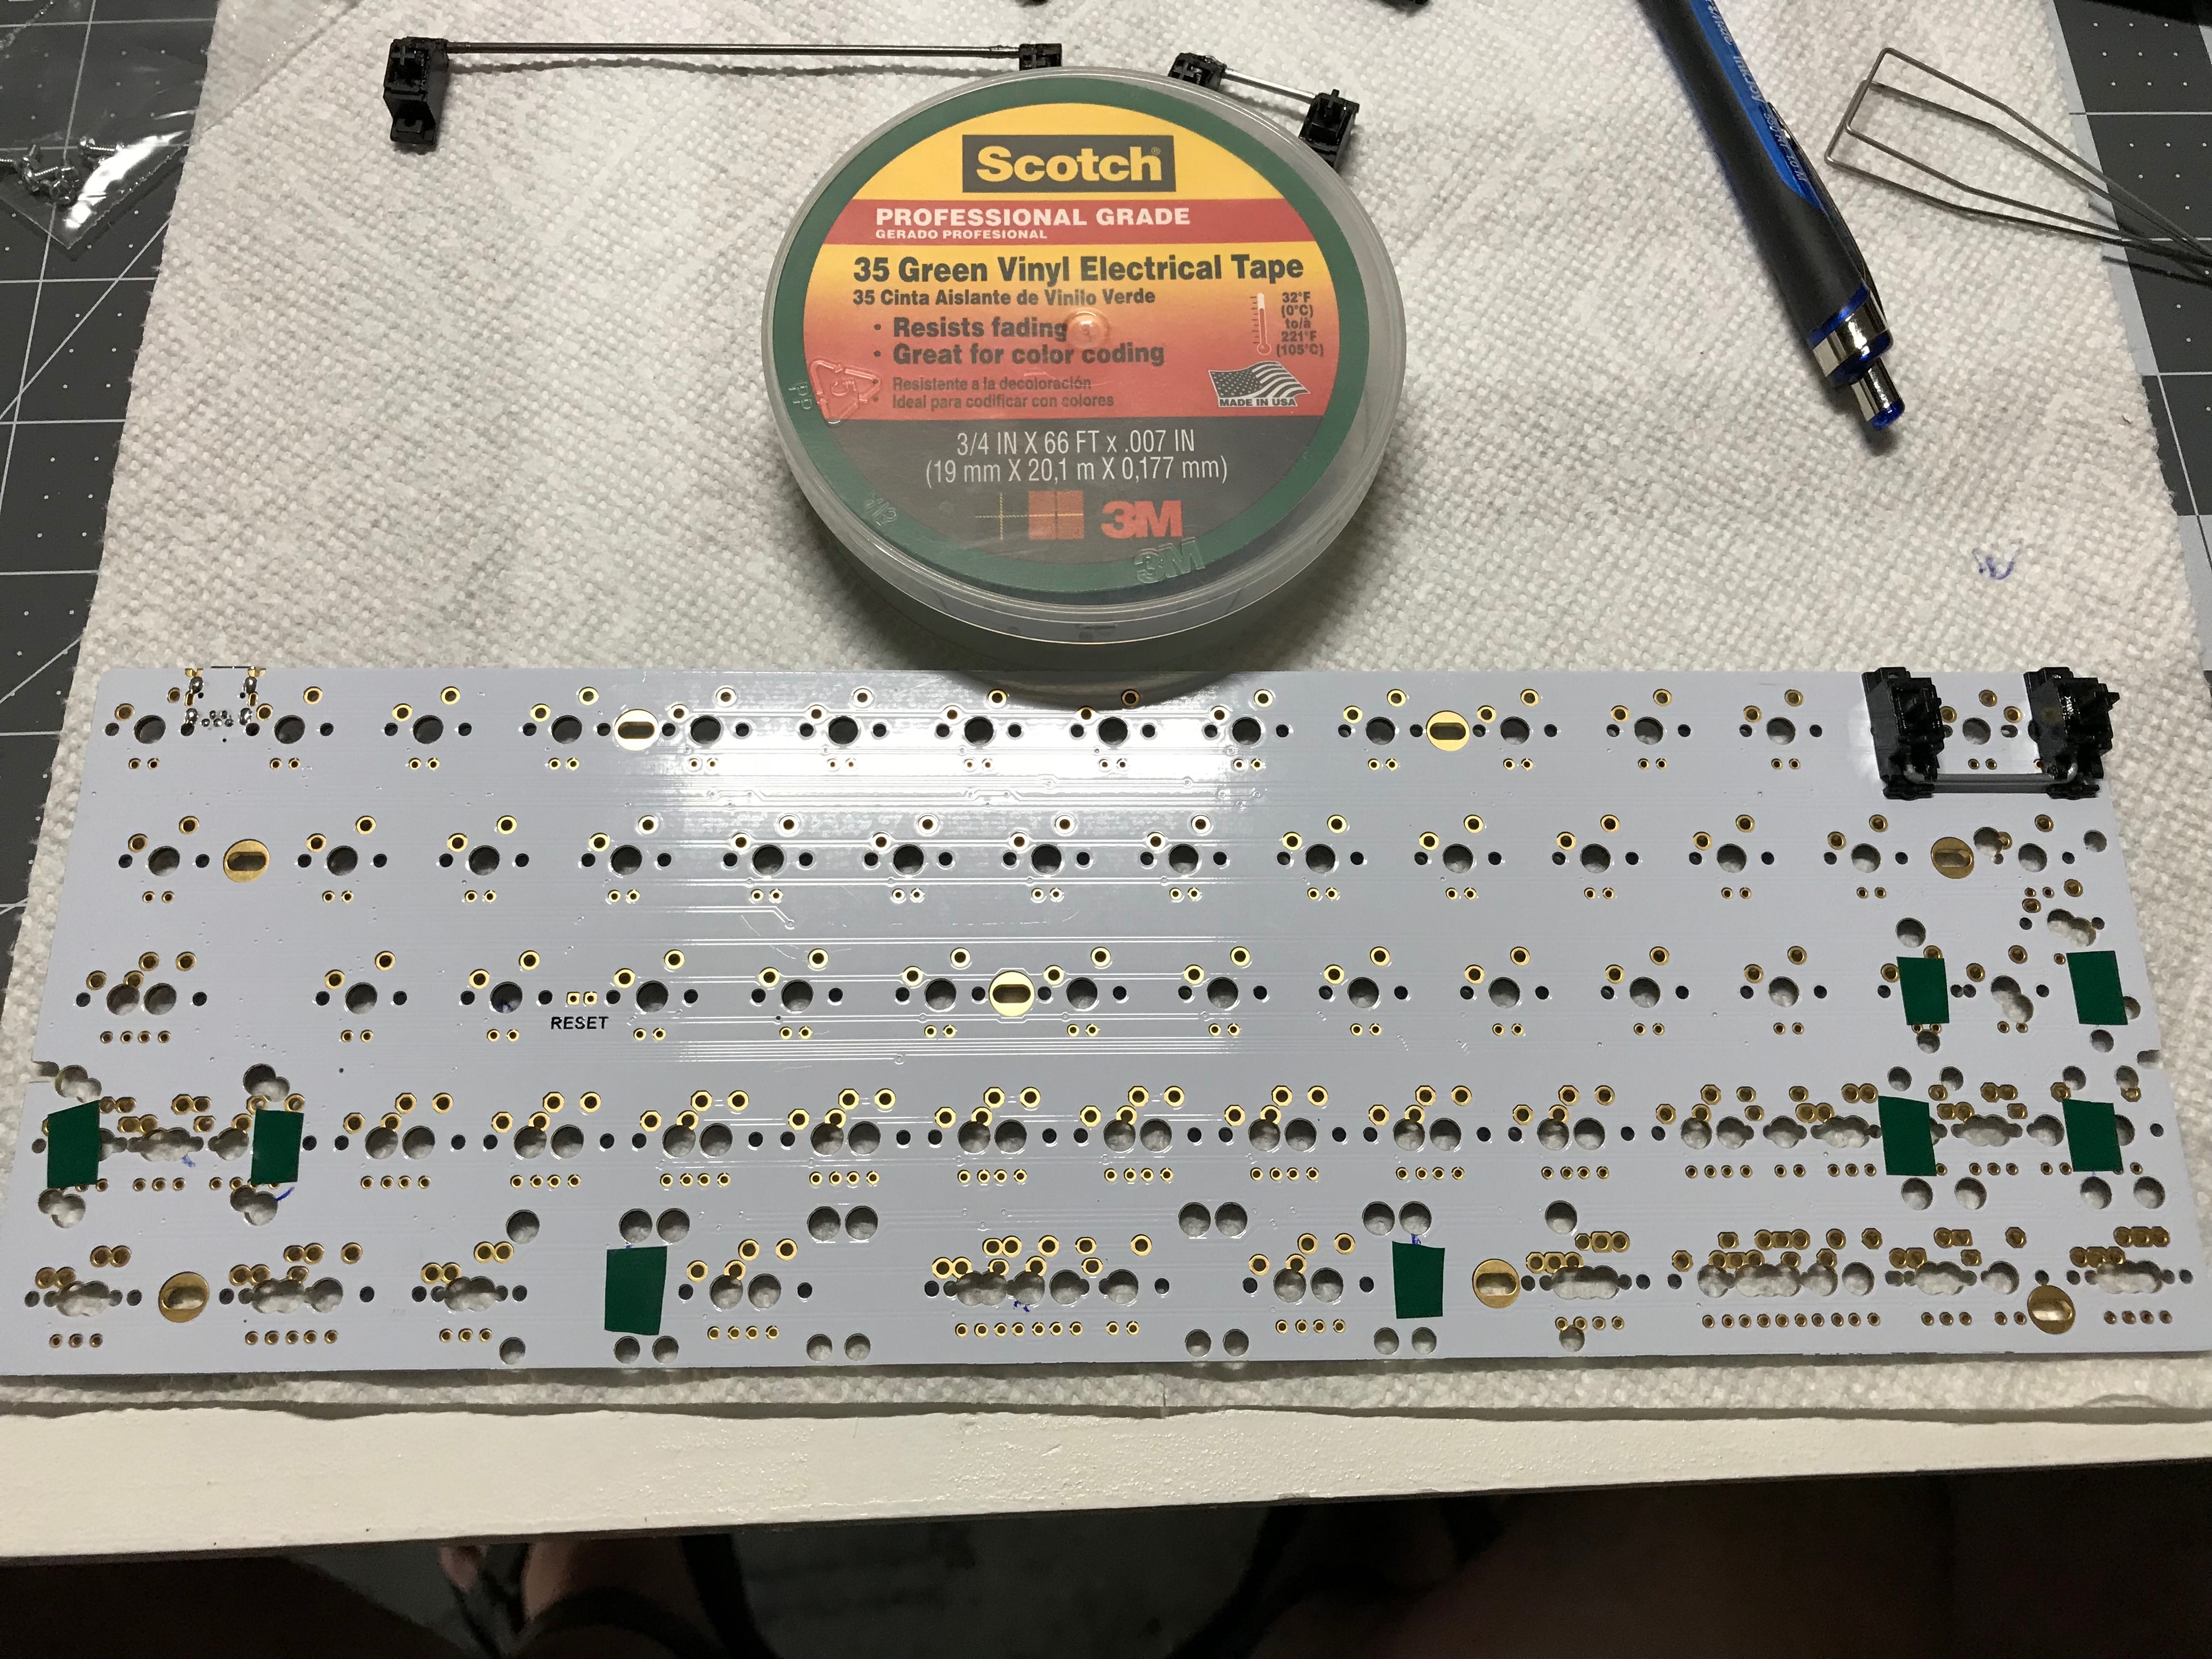 Scotch®
PROFESSIONAL GRADE
GERADO PROFESIONAL
35 Green Vinyl Electrical Tape
35 Cinta Aislante de Vinilo Verde
• Resists fading
• Great for color coding
• Resistente a la decoloración
• Ideal para codificar con colores
32°F
(0°C)
to/à
221°F
(105°C)
MADE IN USA
3/4 IN X 66 FT x .007 IN
(19 mm X 20,1 m X 0,177 mm)
3M
3M
5
PP
RESET